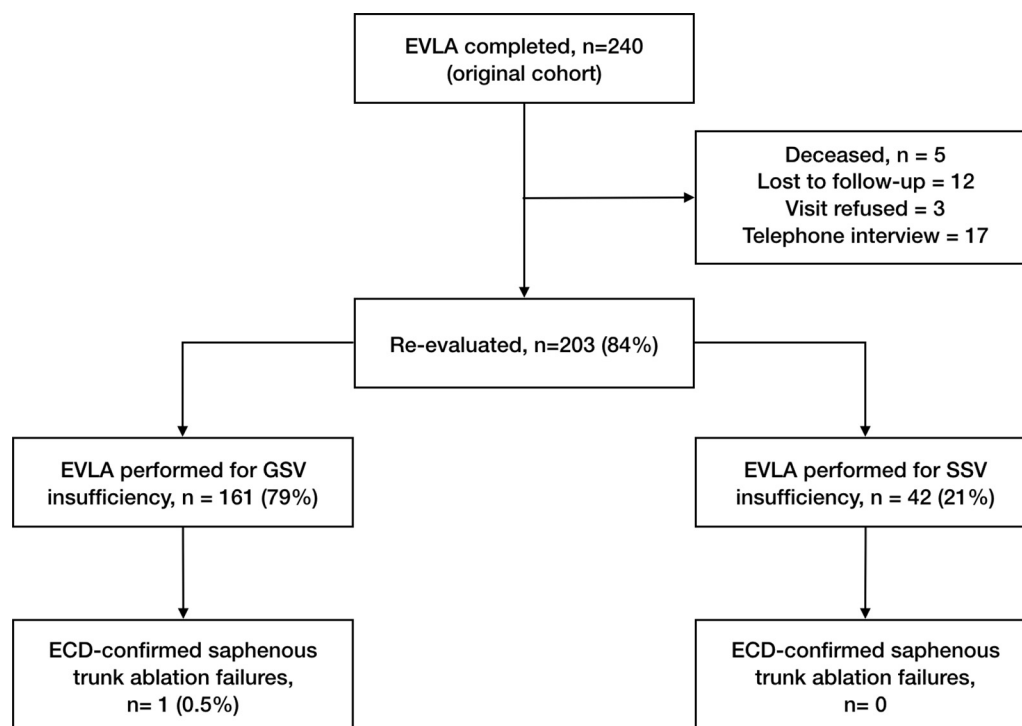 EVLA completed, n=240
(original cohort)
Deceased, n = 5
Lost to follow-up = 12
Visit refused = 3
Telephone interview = 17
Re-evaluated, n=203 (84%)
EVLA performed for GSV
insufficiency, n = 161 (79%)
EVLA performed for SSV
insufficiency, n = 42 (21%)
ECD-confirmed saphenous
trunk ablation failures,
n= 1 (0.5%)
ECD-confirmed saphenous
trunk ablation failures,
n= 0